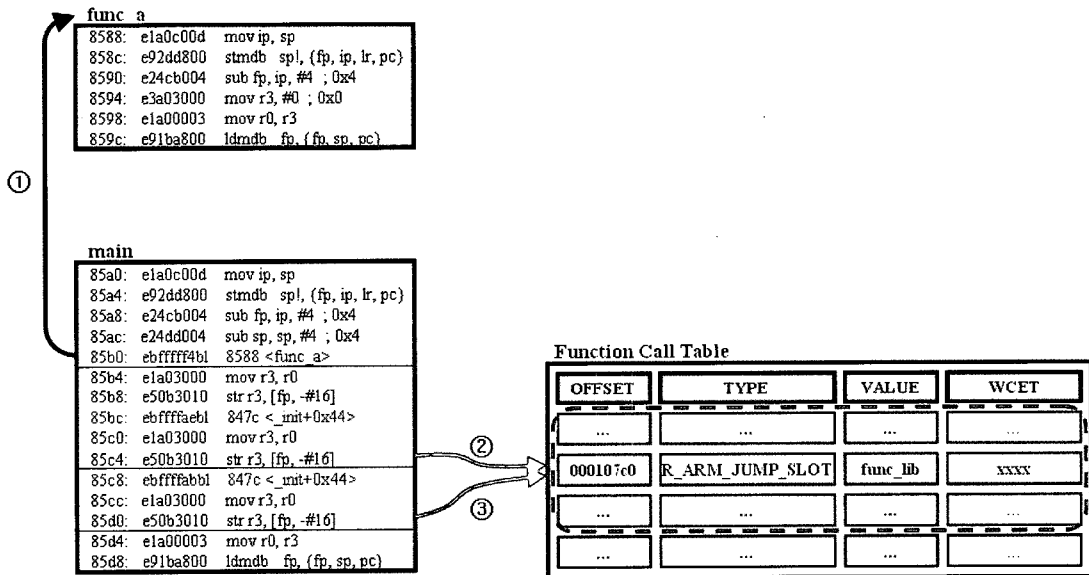 func_a
8588: e1a0c00d mov ip, sp
858c: e92dd800 stmdb sp!, {fp, ip, lr, pc}
8590: e24cb004 sub fp, ip, #4 ; 0x4
8594: e3a03000 mov r3, #0 ; 0x0
8598: e1a00003 mov r0, r3
859c: e91ba800 ldmdb fp, {fp, sp, pc}
①
main
85a0: e1a0c00d mov ip, sp
85a4: e92dd800 stmdb sp!, {fp, ip, lr, pc}
85a8: e24cb004 sub fp, ip, #4 ; 0x4
85ac: e24dd004 sub sp, sp, #4 ; 0x4
85b0: ebfffff4bl 8588 <func_a>
85b4: e1a03000 mov r3, r0
85b8: e50b3010 str r3, [fp, -#16]
85bc: ebffffaebl 847c <_init+0x44>
85c0: e1a03000 mov r3, r0
85c4: e50b3010 str r3, [fp, -#16]
85c8: ebffffabbl 847c <_init+0x44>
85cc: e1a03000 mov r3, r0
85d0: e50b3010 str r3, [fp, -#16]
85d4: e1a00003 mov r0, r3
85d8: e91ba800 ldmdb fp, {fp, sp, pc}
②
③
Function Call Table
OFFSET TYPE VALUE WCET
... ... ... ...
000107c0 R_ARM_JUMP_SLOT func_lib xxxx
... ... ... ...
... ... ... ...